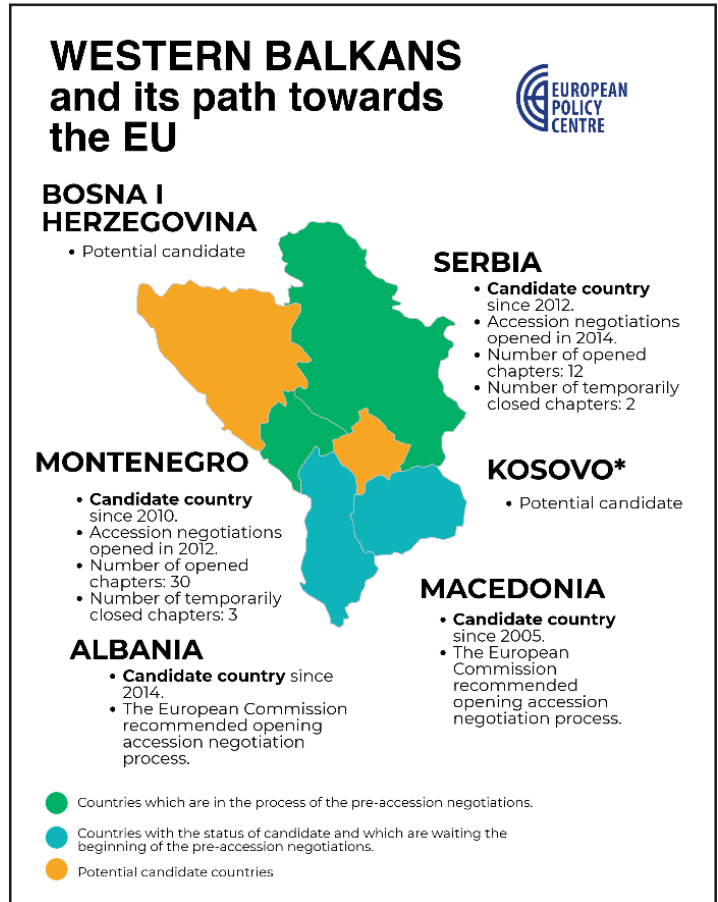 WESTERN BALKANS
and its path towards
the EU
EUROPEAN
POLICY
CENTRE
BOSNA I
HERZEGOVINA
• Potential candidate
SERBIA
• Candidate country
since 2012.
• Accession negotiations
opened in 2014.
• Number of opened
chapters: 12
• Number of temporarily
closed chapters: 2
MONTENEGRO
• Candidate country
since 2010.
• Accession negotiations
opened in 2012.
• Number of opened
chapters: 30
• Number of temporarily
closed chapters: 3
KOSOVO*
• Potential candidate
MACEDONIA
• Candidate country
since 2005.
• The European
Commission
recommended
opening accession
negotiation process.
ALBANIA
• Candidate country since
2014.
• The European Commission
recommended opening
accession negotiation
process.
Countries which are in the process of the pre-accession negotiations.
Countries with the status of candidate and which are waiting the
beginning of the pre-accession negotiations.
Potential candidate countries